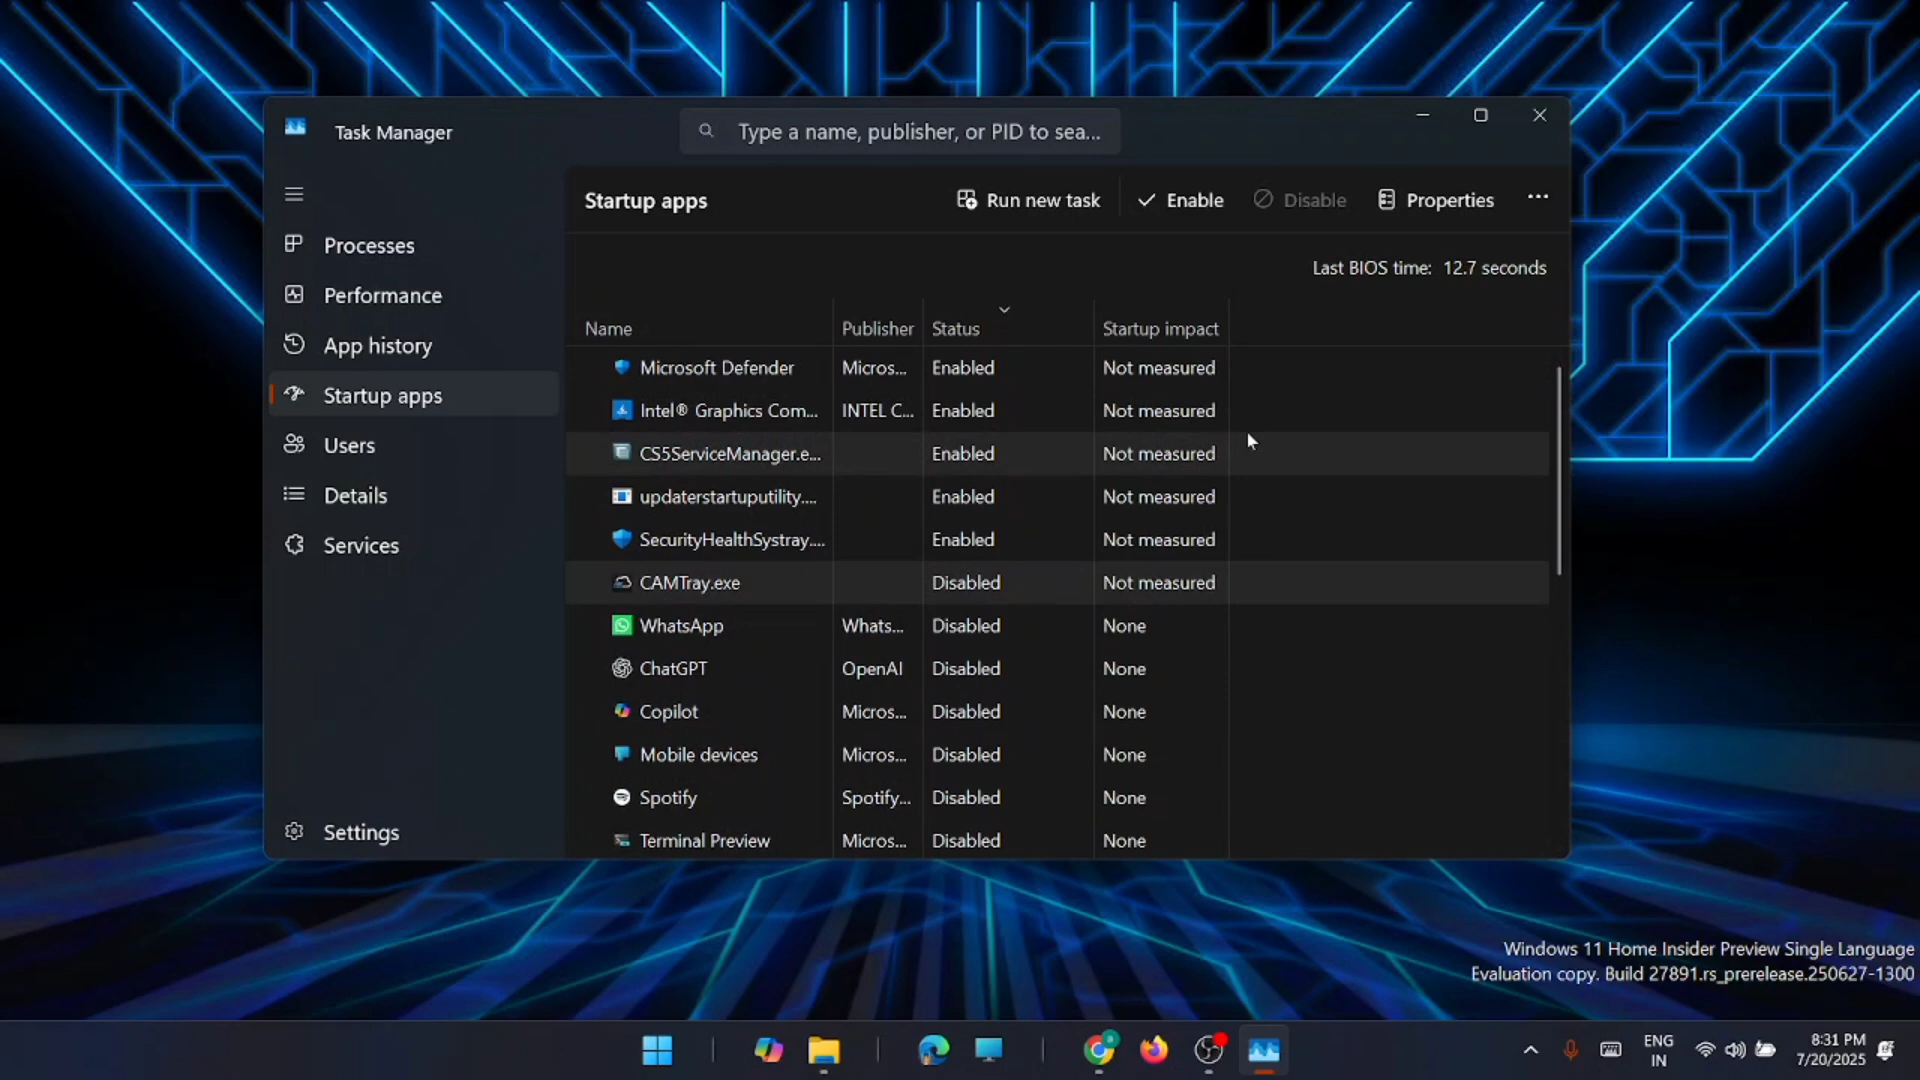 Task Manager
Type a name, publisher, or PID to sea...
Startup apps
Run new task
Enable
Disable
Properties
Processes
Performance
App history
Startup apps
Users
Details
Services
Settings
Last BIOS time: 12.7 seconds
Name Publisher Status Startup impact
Microsoft Defender Micros... Enabled Not measured
Intel® Graphics Com... INTEL C... Enabled Not measured
CS5ServiceManager.e... Enabled Not measured
updaterstartuputility.... Enabled Not measured
SecurityHealthSystray.... Enabled Not measured
CAMTray.exe Disabled Not measured
WhatsApp Whats... Disabled None
ChatGPT OpenAI Disabled None
Copilot Micros... Disabled None
Mobile devices Micros... Disabled None
Spotify Spotify... Disabled None
Terminal Preview Micros... Disabled None
Windows 11 Home Insider Preview Single Language
Evaluation copy. Build 27891.rs_prerelease.250627-1300
ENG
IN
8:31 PM
7/20/2025